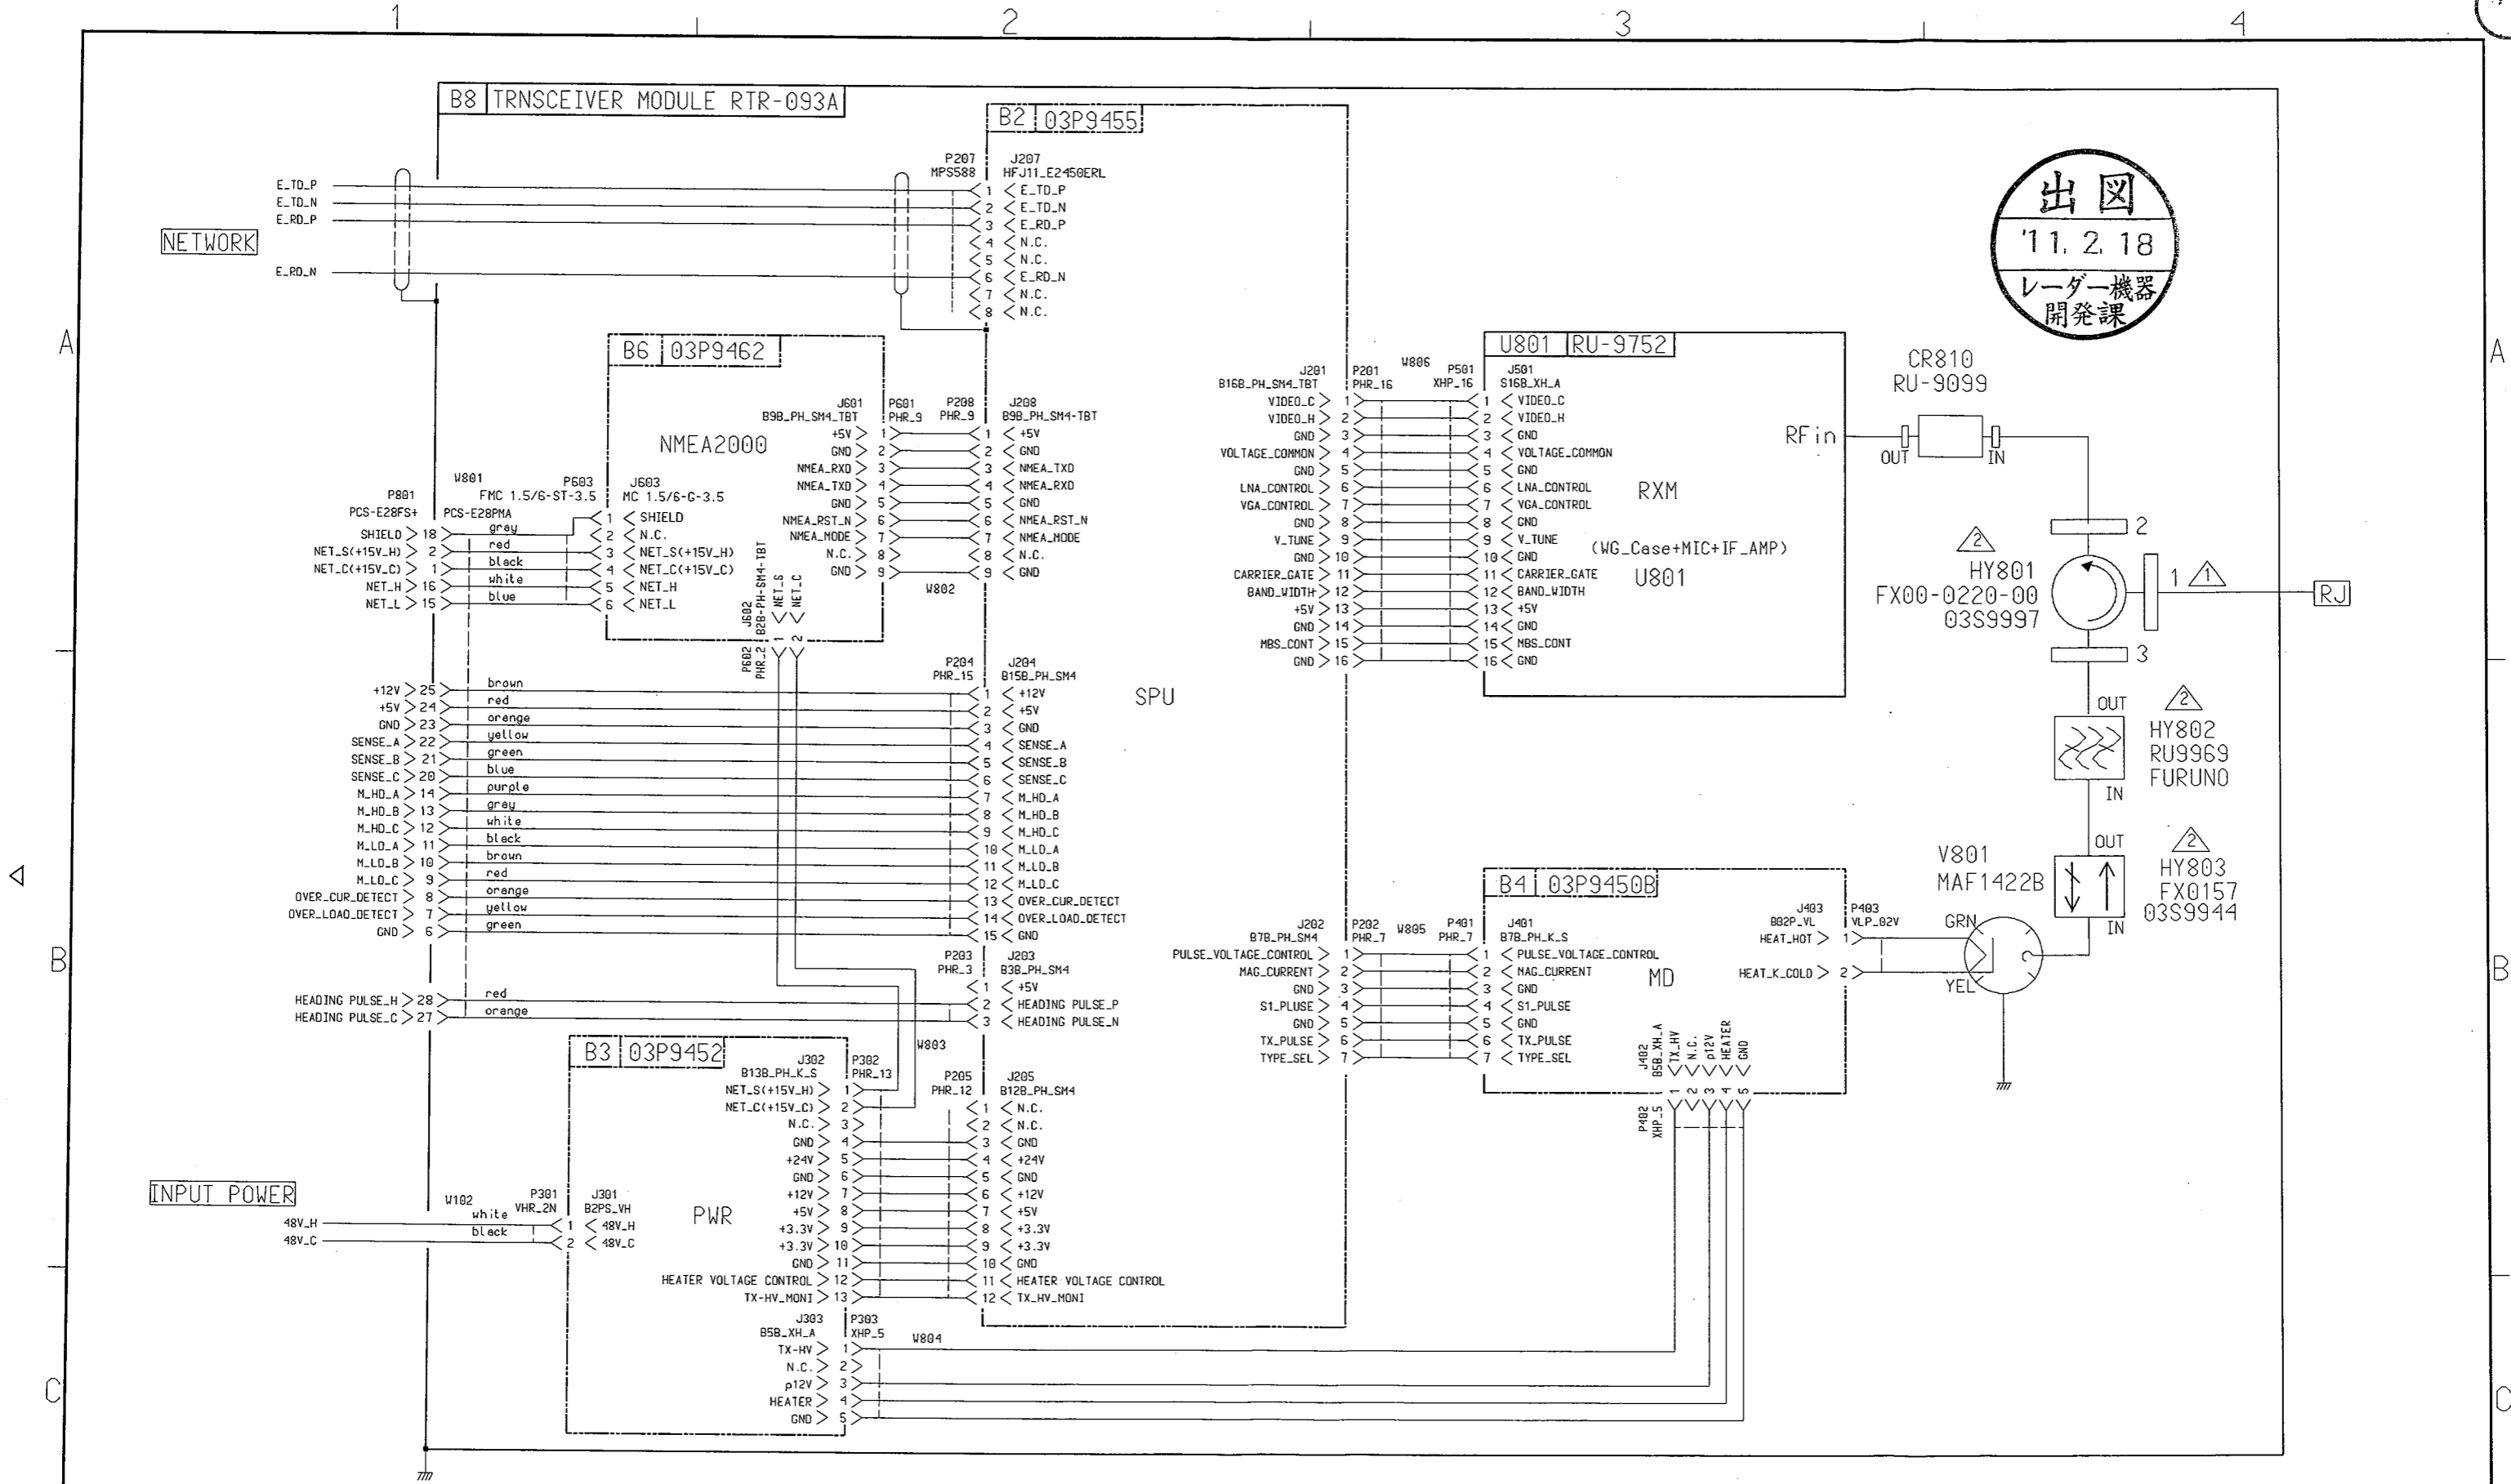 1
2
3
4
A
B
C
A
B
C
B8 TRNSCEIVER MODULE RTR-093A
NETWORK
E_TD_P
E_TD_N
E_RD_P
E_RD_N
B2 03P9455
SPU
P207
MPS588
J207
HFJ11_E2450ERL
1 E_TD_P
2 E_TD_N
3 E_RD_P
4 N.C.
5 N.C.
6 E_RD_N
7 N.C.
8 N.C.
出図
'11. 2. 18
レーダー機器
開発課
B6 03P9462
NMEA2000
J601
B9B_PH_SM4_TBT
P601
PHR_9
P208
PHR_9
J208
B9B_PH_SM4-TBT
+5V 1 1 +5V
GND 2 2 GND
NMEA_RXD 3 3 NMEA_TXD
NMEA_TXD 4 4 NMEA_RXD
GND 5 5 GND
NMEA_RST_N 6 6 NMEA_RST_N
NMEA_MODE 7 7 NMEA_MODE
N.C. 8 8 N.C.
GND 9 9 GND
W802
P801
PCS-E28FS+
PCS-E28PMA
W801
P603
FMC 1.5/6-ST-3.5
J603
MC 1.5/6-G-3.5
SHIELD 18 gray 1 SHIELD
2 N.C.
NET_S(+15V_H) 2 red 3 NET_S(+15V_H)
NET_C(+15V_C) 1 black 4 NET_C(+15V_C)
NET_H 16 white 5 NET_H
NET_L 15 blue 6 NET_L
J602
B2B-PH-SM4-TBT
NET_S
NET_C
P602
PHR_2
1
2
P204
PHR_15
J204
B15B_PH_SM4
+12V 25 brown 1 +12V
+5V 24 red 2 +5V
GND 23 orange 3 GND
SENSE_A 22 yellow 4 SENSE_A
SENSE_B 21 green 5 SENSE_B
SENSE_C 20 blue 6 SENSE_C
M_HD_A 14 purple 7 M_HD_A
M_HD_B 13 gray 8 M_HD_B
M_HD_C 12 white 9 M_HD_C
M_LD_A 11 black 10 M_LD_A
M_LD_B 10 brown 11 M_LD_B
M_LD_C 9 red 12 M_LD_C
OVER_CUR_DETECT 8 orange 13 OVER_CUR_DETECT
OVER_LOAD_DETECT 7 yellow 14 OVER_LOAD_DETECT
GND 6 green 15 GND
P203
PHR_3
J203
B3B_PH_SM4
1 +5V
HEADING PULSE_H 28 red 2 HEADING PULSE_P
HEADING PULSE_C 27 orange 3 HEADING PULSE_N
B3 03P9452
PWR
J302
B13B_PH_K_S
P302
PHR_13
W803
P205
PHR_12
J205
B12B_PH_SM4
NET_S(+15V_H) 1
NET_C(+15V_C) 2 1 N.C.
N.C. 3 2 N.C.
GND 4 3 GND
+24V 5 4 +24V
GND 6 5 GND
+12V 7 6 +12V
+5V 8 7 +5V
+3.3V 9 8 +3.3V
+3.3V 10 9 +3.3V
GND 11 10 GND
HEATER VOLTAGE CONTROL 12 11 HEATER VOLTAGE CONTROL
TX-HV_MONI 13 12 TX_HV_MONI
INPUT POWER
W102
P301
VHR_2N
J301
B2PS_VH
48V_H white 1 48V_H
48V_C black 2 48V_C
J303
B5B_XH_A
P303
XHP_5
W804
TX-HV 1
N.C. 2
p12V 3
HEATER 4
GND 5
U801 RU-9752
RXM
(WG_Case+MIC+IF_AMP)
U801
RFin
J201
B16B_PH_SM4_TBT
P201
PHR_16
W806
P501
XHP_16
J501
S16B_XH_A
VIDEO_C 1 1 VIDEO_C
VIDEO_H 2 2 VIDEO_H
GND 3 3 GND
VOLTAGE_COMMON 4 4 VOLTAGE_COMMON
GND 5 5 GND
LNA_CONTROL 6 6 LNA_CONTROL
VGA_CONTROL 7 7 VGA_CONTROL
GND 8 8 GND
V_TUNE 9 9 V_TUNE
GND 10 10 GND
CARRIER_GATE 11 11 CARRIER_GATE
BAND_WIDTH 12 12 BAND_WIDTH
+5V 13 13 +5V
GND 14 14 GND
MBS_CONT 15 15 MBS_CONT
GND 16 16 GND
CR810
RU-9099
OUT
IN
2
HY801
FX00-0220-00
03S9997
2
1
1
3
RJ
OUT
2
HY802
RU9969
FURUNO
IN
OUT
2
HY803
FX0157
03S9944
IN
V801
MAF1422B
GRN
YEL
B4 03P9450B
MD
J202
B7B_PH_SM4
P202
PHR_7
W805
P401
PHR_7
J401
B7B_PH_K_S
PULSE_VOLTAGE_CONTROL 1 1 PULSE_VOLTAGE_CONTROL
MAG_CURRENT 2 2 MAG_CURRENT
GND 3 3 GND
S1_PLUSE 4 4 S1_PULSE
GND 5 5 GND
TX_PULSE 6 6 TX_PULSE
TYPE_SEL 7 7 TYPE_SEL
J403
B02P_VL
P403
VLP_02V
HEAT_HOT 1
HEAT_K_COLD 2
J402
B5B_XH_A
TX_HV
N.C.
p12V
HEATER
GND
P402
XHP_5
1
2
3
4
5